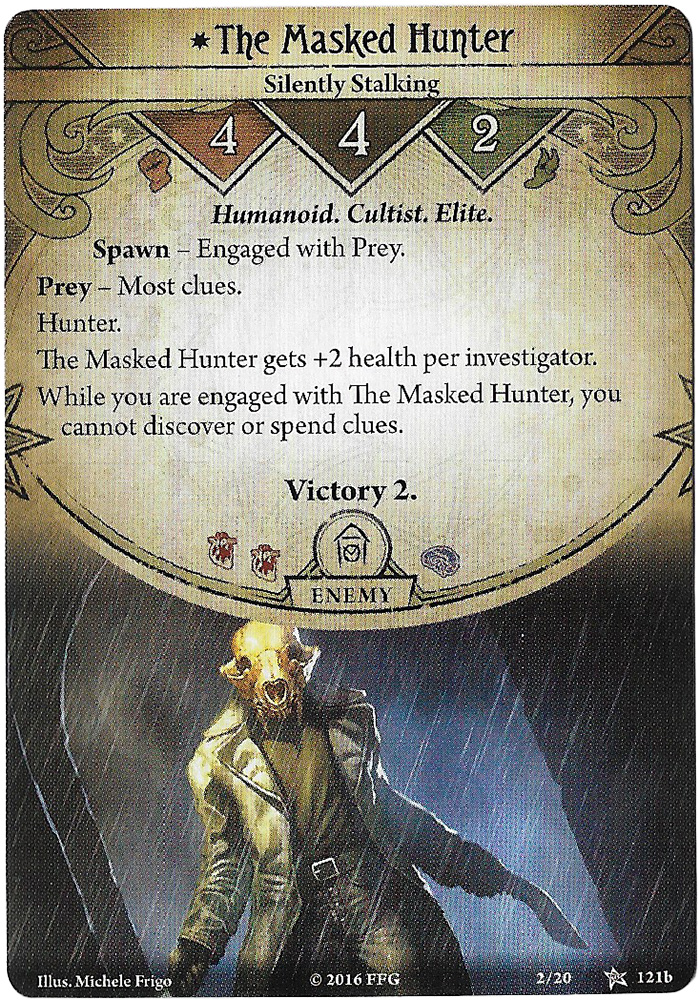 The Masked Hunter
Silently Stalking
4 4 2
Humanoid. Cultist. Elite.
Spawn – Engaged with Prey.
Prey – Most clues.
Hunter.
The Masked Hunter gets +2 health per investigator.
While you are engaged with The Masked Hunter, you
cannot discover or spend clues.
Victory 2.
ENEMY
Illus. Michele Frigo © 2016 FFG 2/20 121b